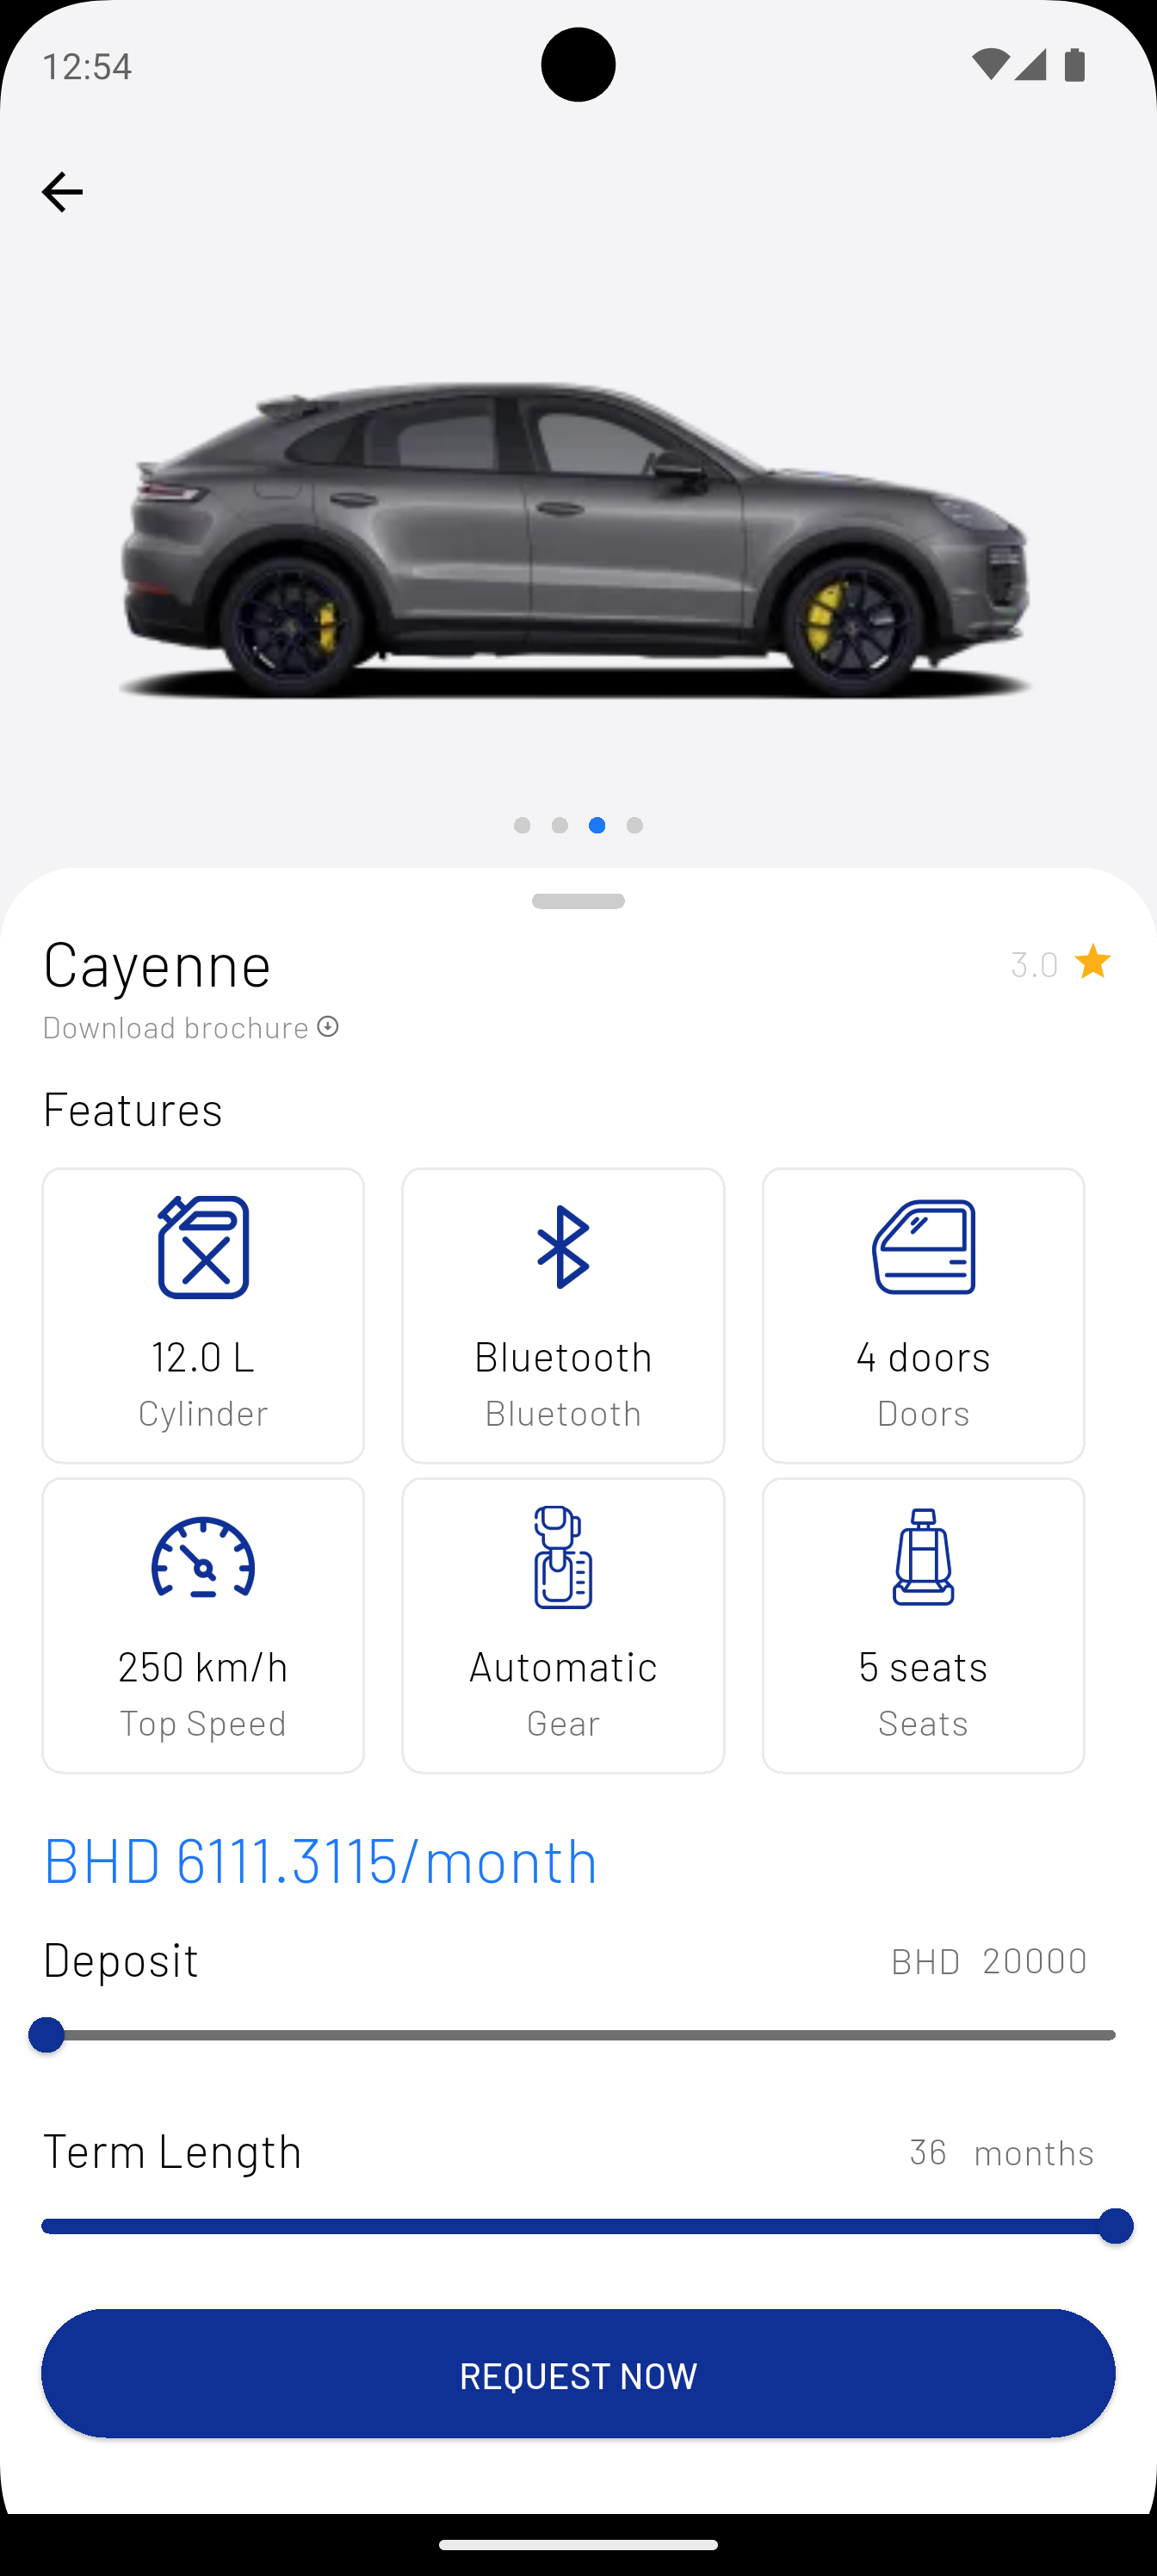 12:54
Cayenne
3.0
Download brochure
Features
12.0 L
Cylinder
Bluetooth
Bluetooth
4 doors
Doors
250 km/h
Top Speed
Automatic
Gear
5 seats
Seats
BHD 6111.3115/month
Deposit
BHD 20000
Term Length
36 months
REQUEST NOW